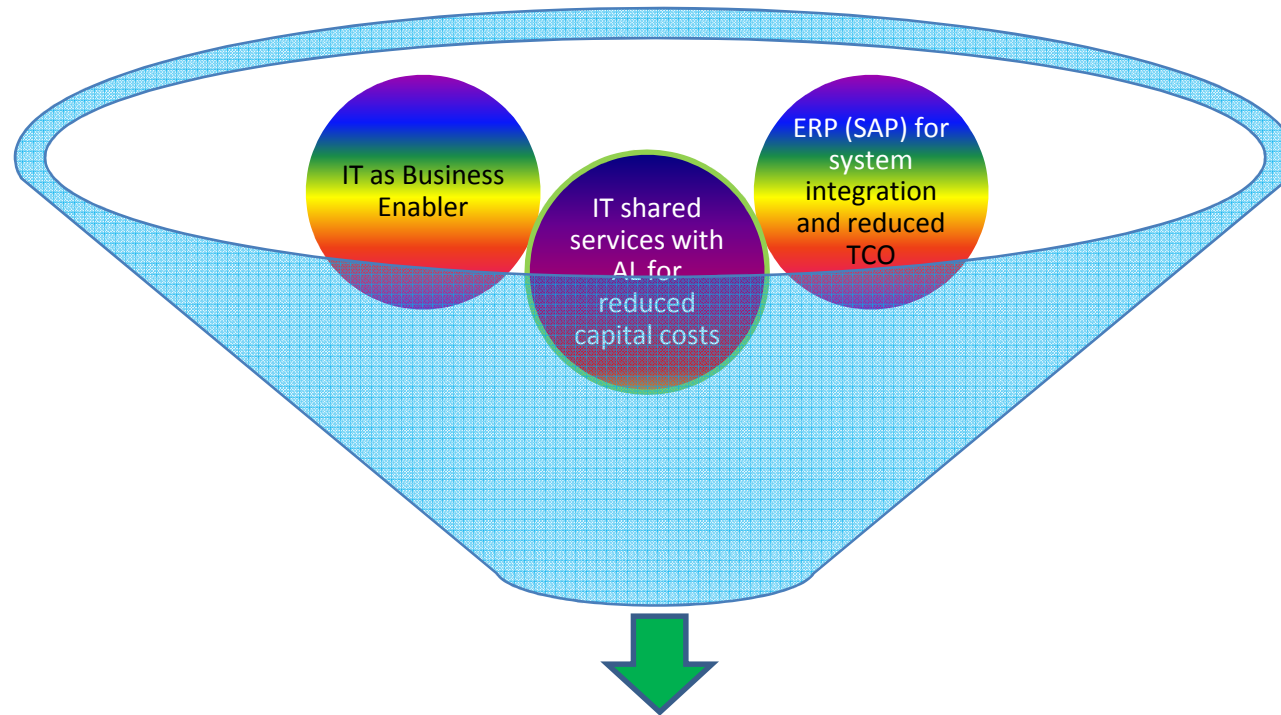 IT as Business
Enabler
IT shared
services with
AL for
reduced
capital costs
ERP (SAP) for
system
integration
and reduced
TCO